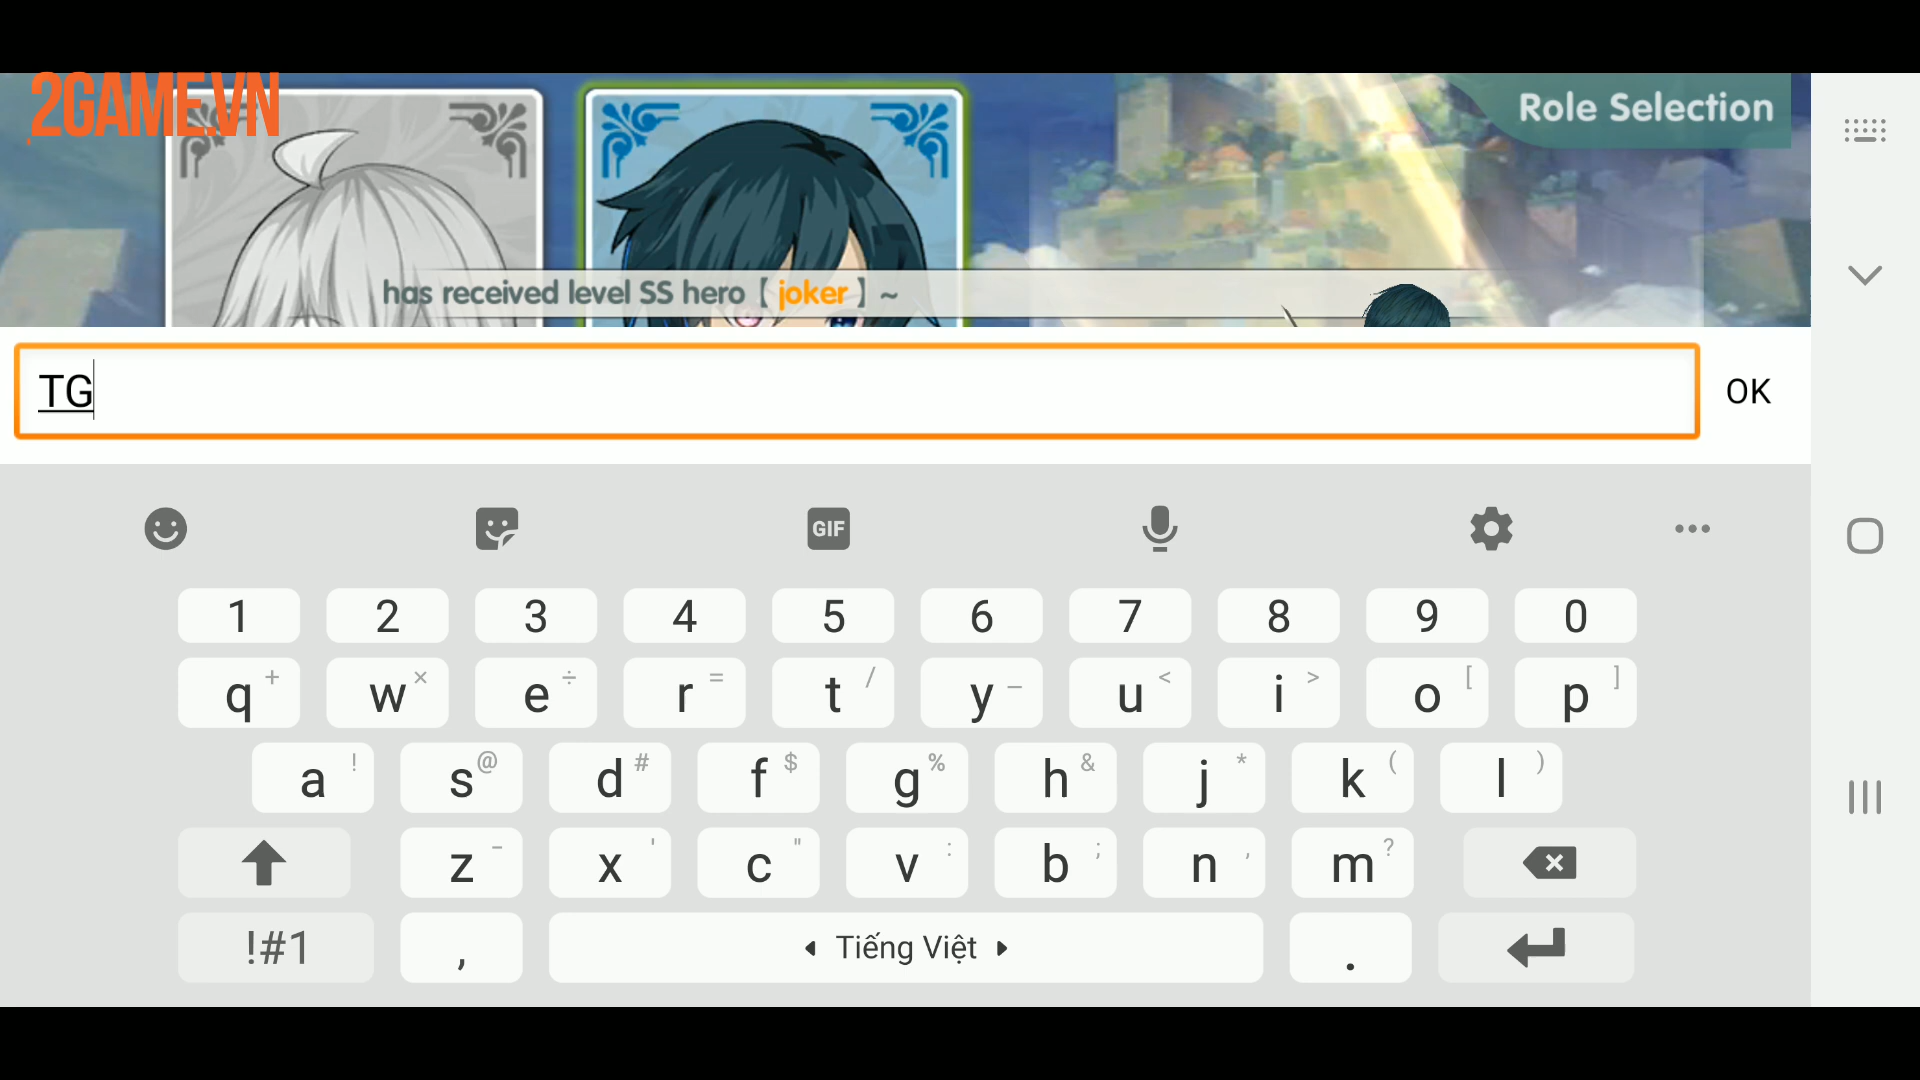 2GAME.VN
Role Selection
has received level SS hero【joker】~
TG
OK
GIF
1 2 3 4 5 6 7 8 9 0
q + w × e ÷ r = t / y _ u < i > o [ p ]
a ! s @ d # f $ g % h & j * k ( l )
z - x ' c " v : b ; n , m ?
!#1 , Tiếng Việt .